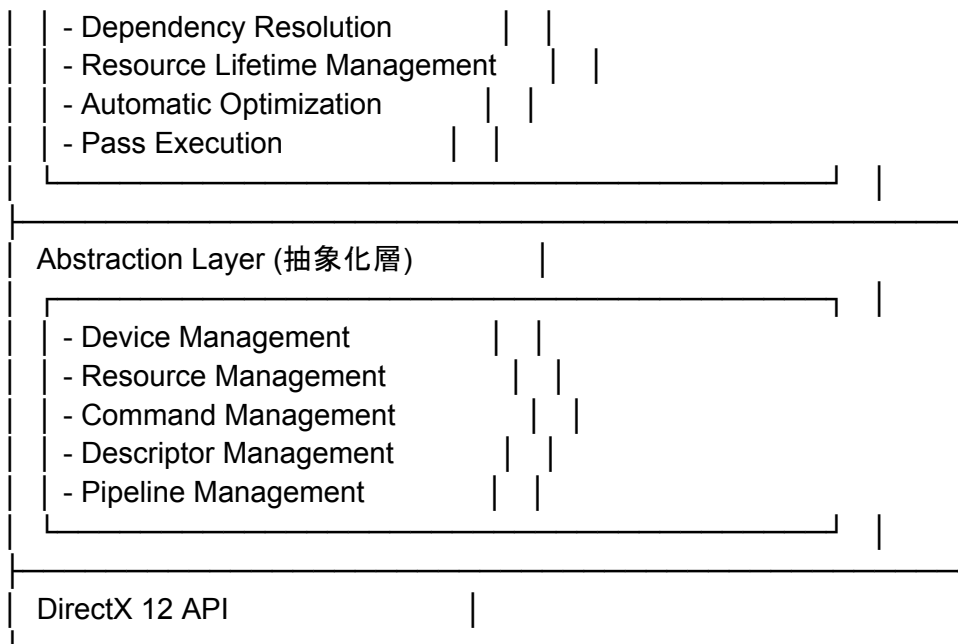 - Dependency Resolution
- Resource Lifetime Management
- Automatic Optimization
- Pass Execution
Abstraction Layer (抽象化層)
- Device Management
- Resource Management
- Command Management
- Descriptor Management
- Pipeline Management
DirectX 12 API